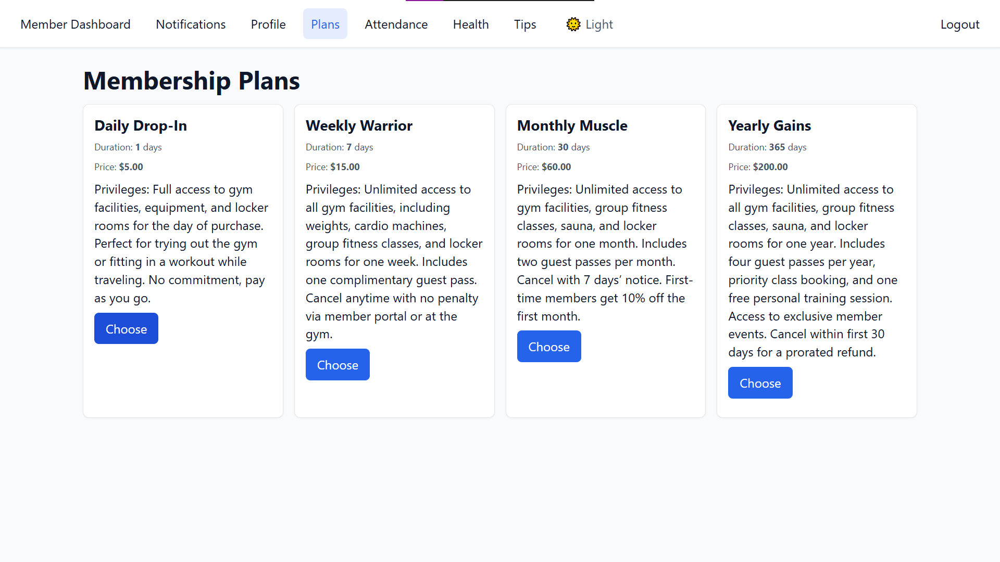 Member Dashboard Notifications Profile Plans Attendance Health Tips 🌞 Light Logout
Membership Plans
Daily Drop-In
Duration: 1 days
Price: $5.00
Privileges: Full access to gym
facilities, equipment, and locker
rooms for the day of purchase.
Perfect for trying out the gym
or fitting in a workout while
traveling. No commitment, pay
as you go.
Choose
Weekly Warrior
Duration: 7 days
Price: $15.00
Privileges: Unlimited access to
all gym facilities, including
weights, cardio machines,
group fitness classes, and locker
rooms for one week. Includes
one complimentary guest pass.
Cancel anytime with no penalty
via member portal or at the
gym.
Choose
Monthly Muscle
Duration: 30 days
Price: $60.00
Privileges: Unlimited access to
gym facilities, group fitness
classes, sauna, and locker
rooms for one month. Includes
two guest passes per month.
Cancel with 7 days’ notice. First-
time members get 10% off the
first month.
Choose
Yearly Gains
Duration: 365 days
Price: $200.00
Privileges: Unlimited access to
all gym facilities, group fitness
classes, sauna, and locker
rooms for one year. Includes
four guest passes per year,
priority class booking, and one
free personal training session.
Access to exclusive member
events. Cancel within first 30
days for a prorated refund.
Choose